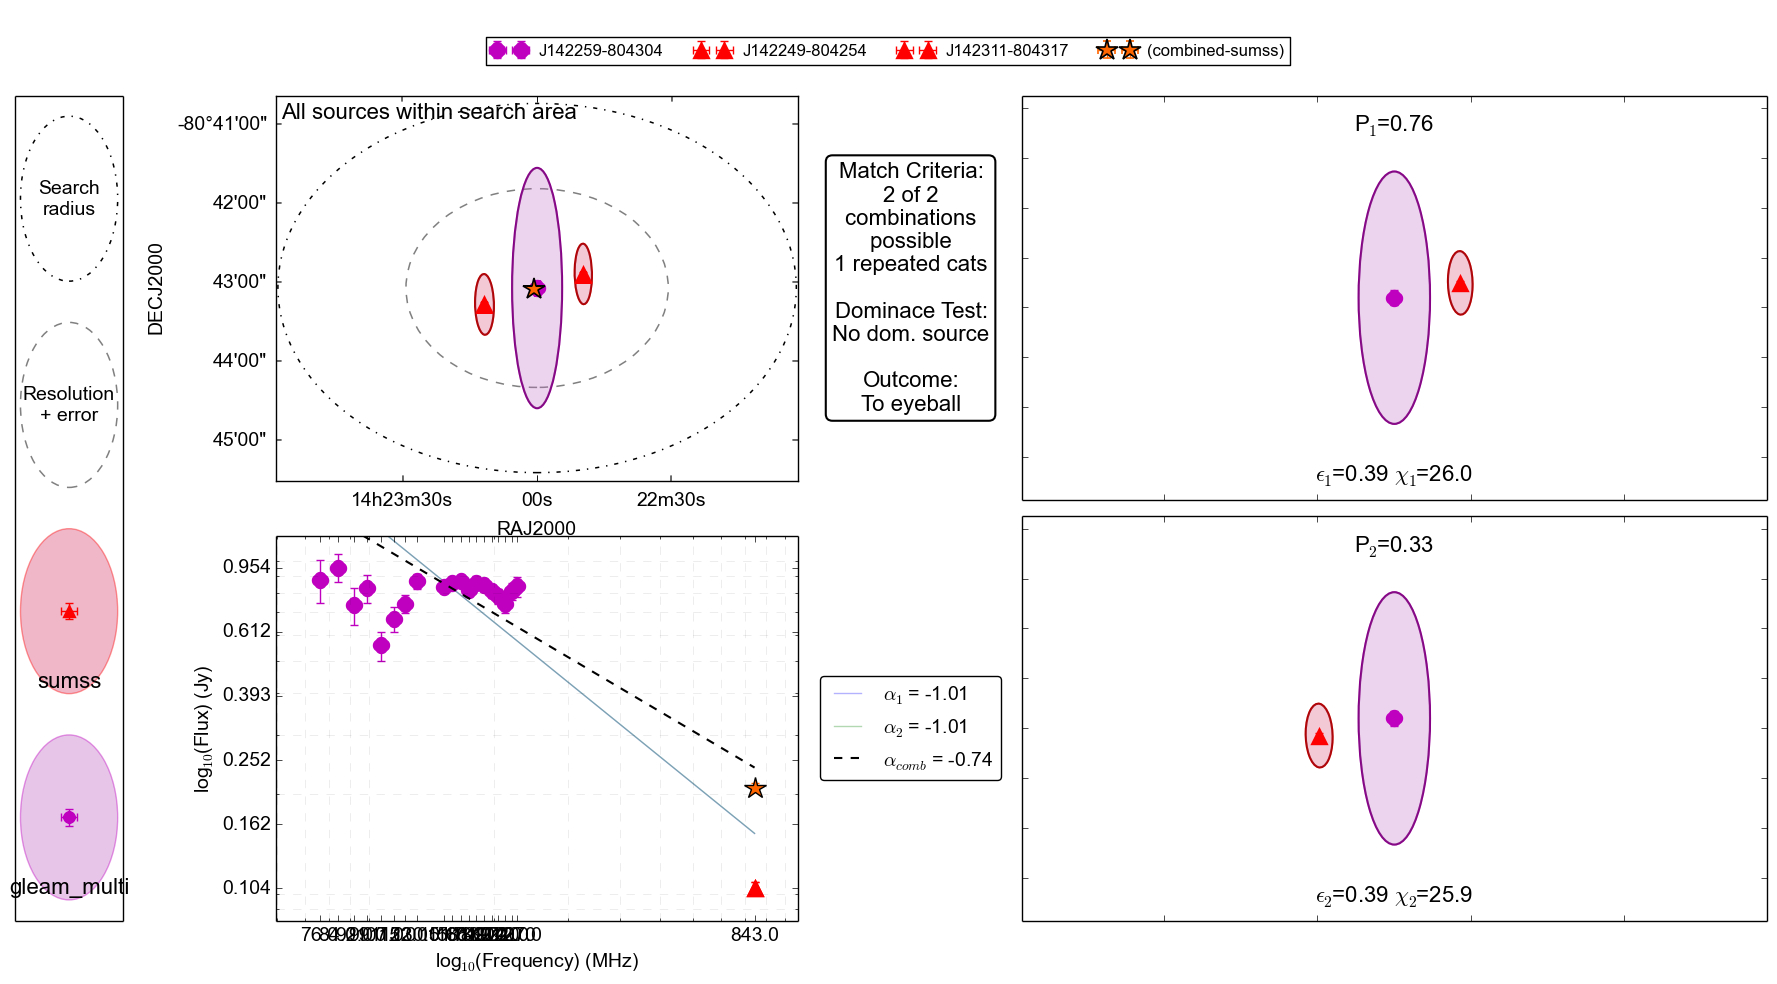 J142259-804304
J142249-804254
J142311-804317
(combined-sumss)
Search
radius
Resolution
+ error
sumss
gleam_multi
All sources within search area
-80°41'00"
42'00"
43'00"
44'00"
45'00"
DECJ2000
14h23m30s
00s
22m30s
RAJ2000
Match Criteria:
2 of 2
combinations
possible
1 repeated cats
Dominace Test:
No dom. source
Outcome:
To eyeball
P1=0.76
ϵ1=0.39 χ1=26.0
P2=0.33
ϵ2=0.39 χ2=25.9
0.954
0.612
0.393
0.252
0.162
0.104
log10(Flux) (Jy)
843.0
log10(Frequency) (MHz)
α1 = -1.01
α2 = -1.01
αcomb = -0.74